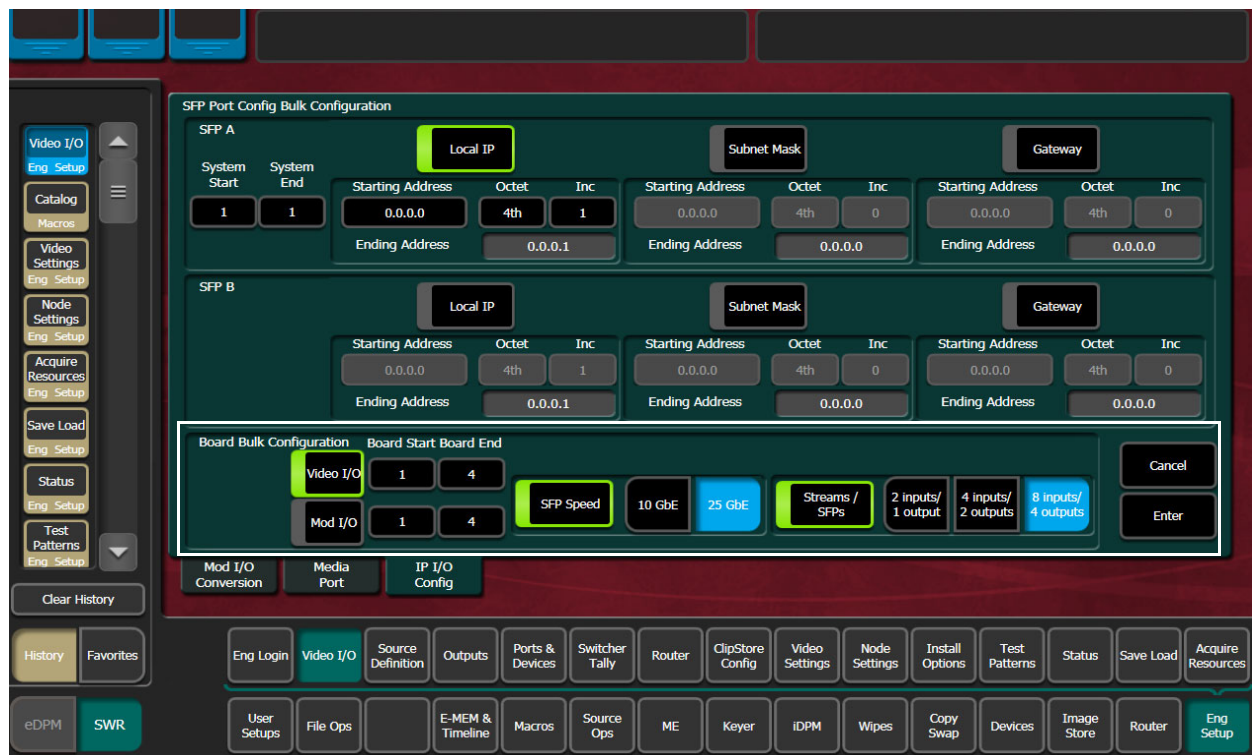 SFP Port Config Bulk Configuration
SFP A
Local IP
Subnet Mask
Gateway
System Start
System End
Starting Address Octet Inc
Starting Address Octet Inc
Starting Address Octet Inc
1 1
0.0.0.0 4th 1
0.0.0.0 4th 0
0.0.0.0 4th 0
Ending Address 0.0.0.1
Ending Address 0.0.0.0
Ending Address 0.0.0.0
SFP B
Local IP
Subnet Mask
Gateway
Starting Address Octet Inc
Starting Address Octet Inc
Starting Address Octet Inc
0.0.0.0 4th 1
0.0.0.0 4th 0
0.0.0.0 4th 0
Ending Address 0.0.0.1
Ending Address 0.0.0.0
Ending Address 0.0.0.0
Board Bulk Configuration Board Start Board End
Video I/O 1 4
Mod I/O 1 4
SFP Speed
10 GbE
25 GbE
Streams /
SFPs
2 inputs/
1 output
4 inputs/
2 outputs
8 inputs/
4 outputs
Cancel
Enter
Mod I/O
Conversion
Media
Port
IP I/O
Config
Video I/O
Eng Setup
Catalog
Macros
Video
Settings
Eng Setup
Node
Settings
Eng Setup
Acquire
Resources
Eng Setup
Save Load
Eng Setup
Status
Eng Setup
Test
Patterns
Eng Setup
Clear History
History
Favorites
Eng Login
Video I/O
Source
Definition
Outputs
Ports &
Devices
Switcher
Tally
Router
ClipStore
Config
Video
Settings
Node
Settings
Install
Options
Test
Patterns
Status
Save Load
Acquire
Resources
eDPM
SWR
User
Setups
File Ops
E-MEM &
Timeline
Macros
Source
Ops
ME
Keyer
iDPM
Wipes
Copy
Swap
Devices
Image
Store
Router
Eng
Setup